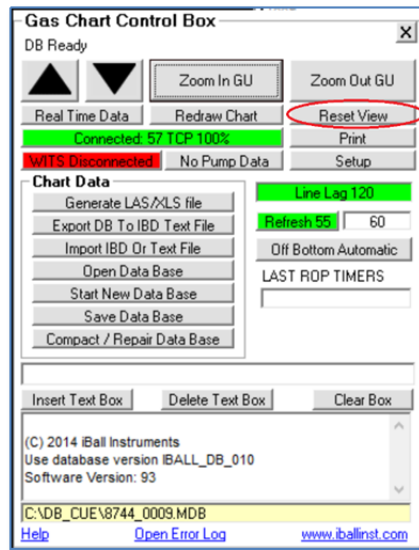 Gas Chart Control Box
X
DB Ready
Zoom In GU
Zoom Out GU
Real Time Data
Redraw Chart
Reset View
Connected: 57 TCP 100%
Print
WITS Disconnected
No Pump Data
Setup
Chart Data
Generate LAS/XLS file
Export DB To IBD Text File
Import IBD Or Text File
Open Data Base
Start New Data Base
Save Data Base
Compact / Repair Data Base
Line Lag 120
Refresh 55
60
Off Bottom Automatic
LAST ROP TIMERS
Insert Text Box
Delete Text Box
Clear Box
(C) 2014 iBall Instruments
Use database version IBALL_DB_010
Software Version: 93
C:\DB_CUE\8744_0009.MDB
Help
Open Error Log
www.iballinst.com